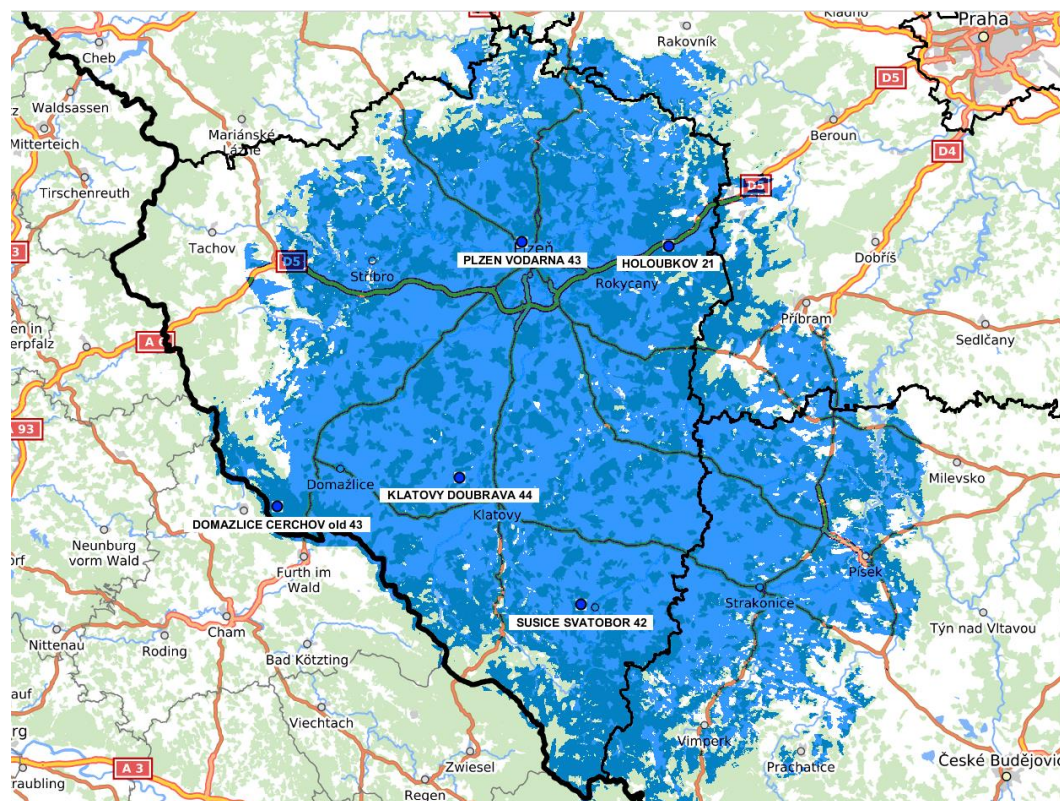 Kladno
Praha
Cheb
Rakovník
D5
Waldsassen
Mitterteich
Mariánské
Lázně
Beroun
D4
Tirschenreuth
D5
3
Tachov
Plzeň
PLZEN VODARNA 43
HOLOUBKOV 21
D5
Stříbro
Rokycany
Dobříš
Příbram
Sedlčany
A 6
93
Domažlice
KLATOVY DOUBRAVA 44
Milevsko
DOMAZLICE CERCHOV old 43
Klatovy
Neunburg
vorm Wald
Furth im
Wald
Písek
Strakonice
SUSICE SVATOBOR 42
Týn nad Vltavou
Cham
Nittenau
Roding
Bad Kötzting
Viechtach
Vimperk
Prachatice
Zwiesel
České Budějovic
A 3
Regen